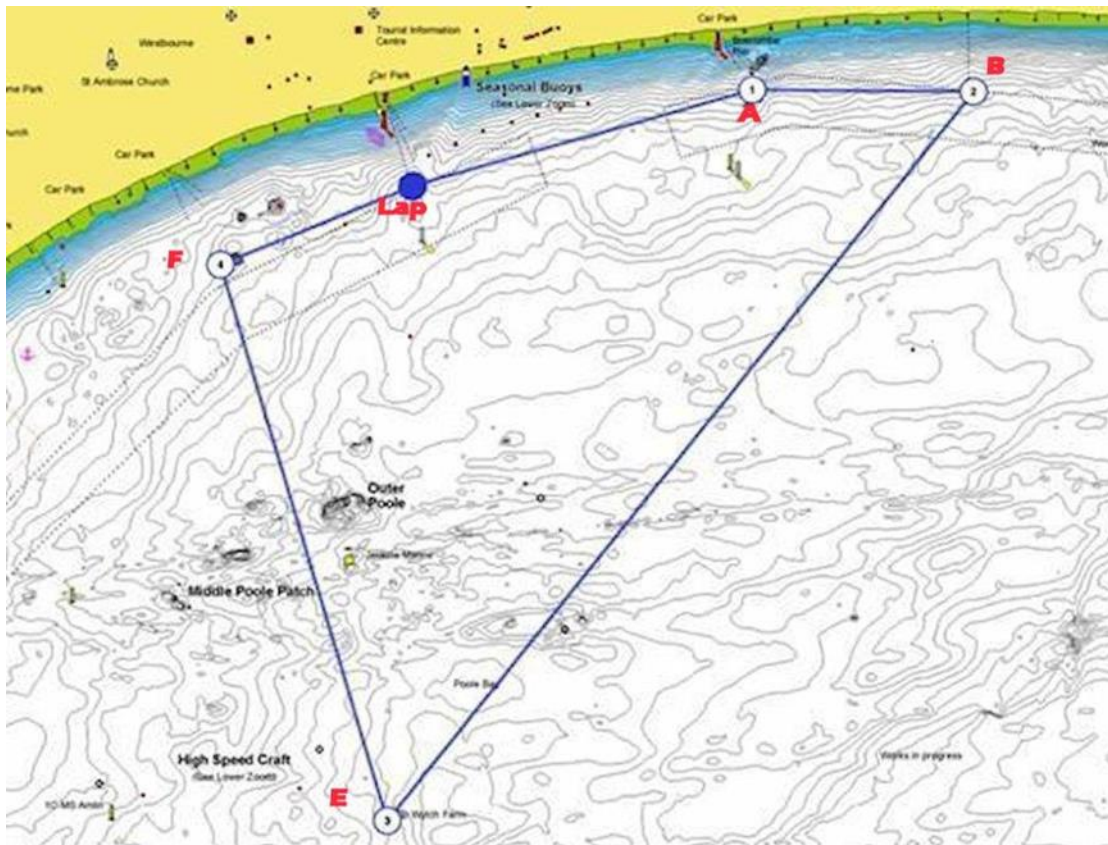 Car Park
Tourist Information
Centre
Westbourne
B
St Ambrose Church
Car Park
Seasonal Buoys
(See Lower Zoom)
1
2
A
Car Park
Car Park
Lap
F
4
Outer
Poole
Middle Poole Patch
Poole Bay
High Speed Craft
(See Lower Zoom)
Works in progress
E
3
Wytch Farm